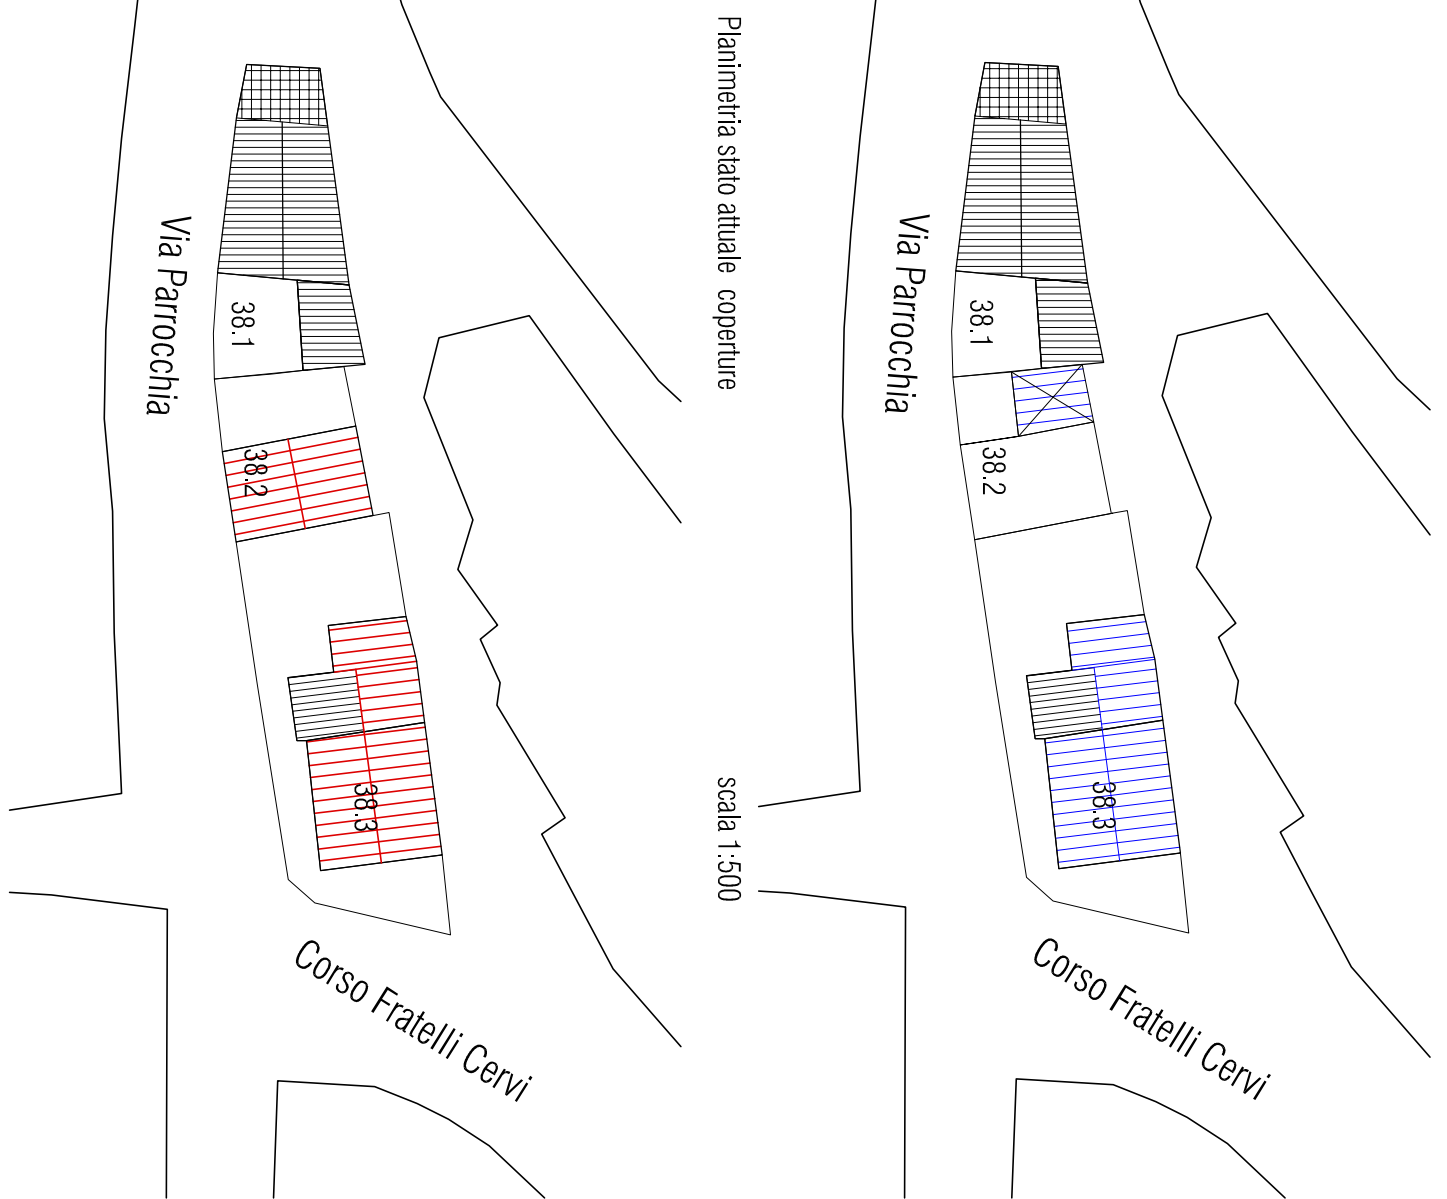 Via Parrocchia
38.1
38.2
38.3
Corso Fratelli Cervi
Planimetria stato attuale coperture
scala 1:500
Via Parrocchia
38.1
38.2
38.3
Corso Fratelli Cervi